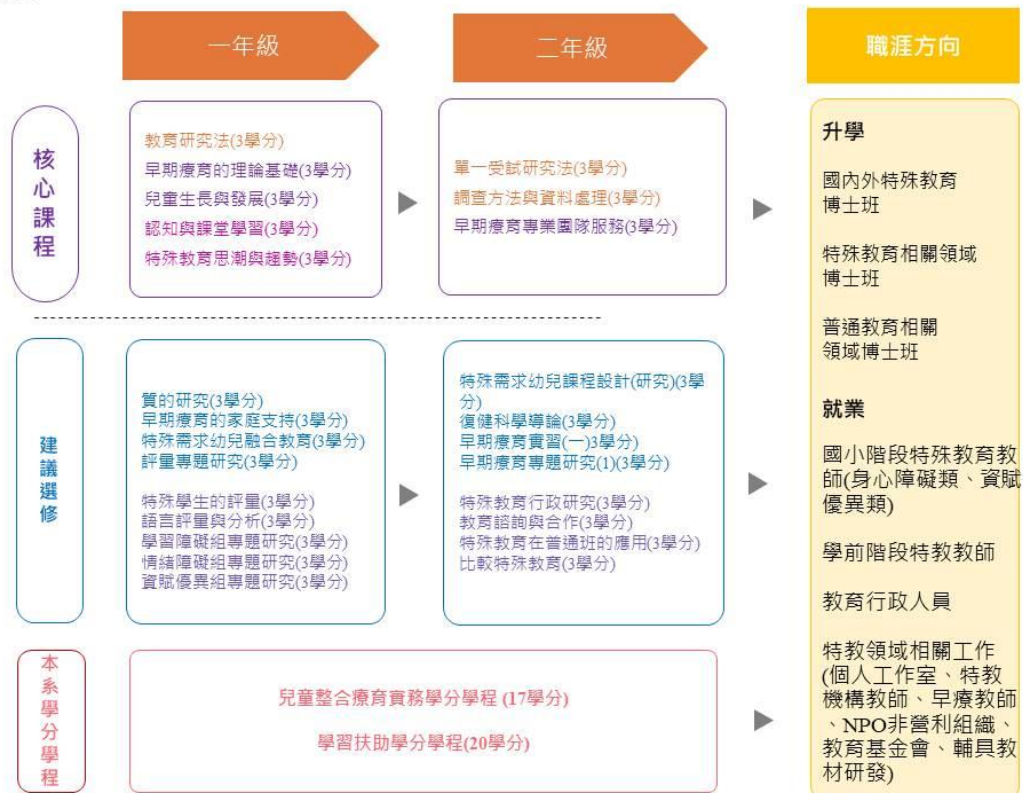 一年級
二年級
職涯方向
核心課程
教育研究法(3學分)
早期療育的理論基礎(3學分)
兒童生長與發展(3學分)
認知與課堂學習(3學分)
特殊教育思潮與趨勢(3學分)
單一受試研究法(3學分)
調查方法與資料處理(3學分)
早期療育專業團隊服務(3學分)
建議選修
質的研究(3學分)
早期療育的家庭支持(3學分)
特殊需求幼兒融合教育(3學分)
評量專題研究(3學分)
特殊學生的評量(3學分)
語言評量與分析(3學分)
學習障礙組專題研究(3學分)
情緒障礙組專題研究(3學分)
資賦優異組專題研究(3學分)
特殊需求幼兒課程設計(研究)(3學
分)
復健科學導論(3學分)
早期療育實習(一)3學分)
早期療育專題研究(1)(3學分)
特殊教育行政研究(3學分)
教育諮詢與合作(3學分)
特殊教育在普通班的應用(3學分)
比較特殊教育(3學分)
本系學分學程
兒童整合療育實務學分學程 (17學分)
學習扶助學分學程(20學分)
升學
國內外特殊教育
博士班
特殊教育相關領域
博士班
普通教育相關
領域博士班
就業
國小階段特殊教育教
師(身心障礙類、資賦
優異類)
學前階段特教教師
教育行政人員
特教領域相關工作
(個人工作室、特教
機構教師、早療教師
、NPO非營利組織、
教育基金會、輔具教
材研發)